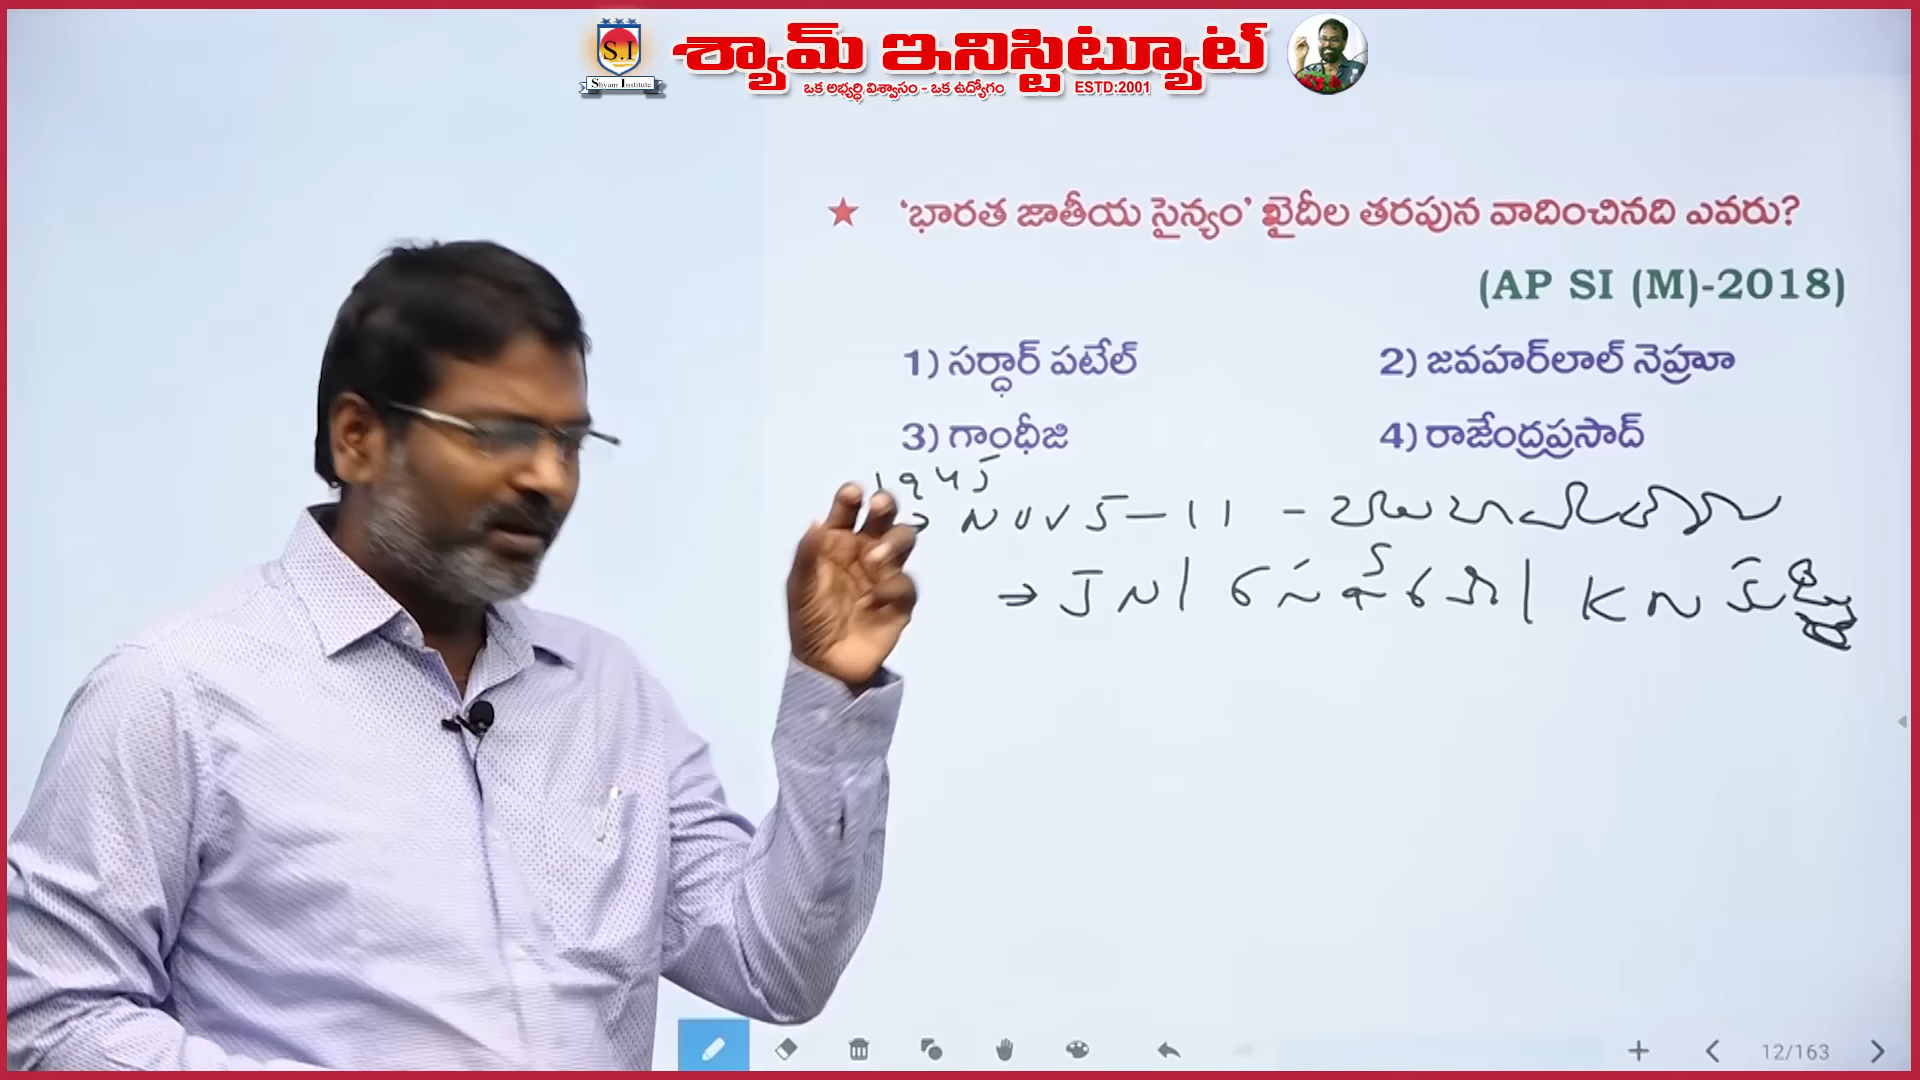 S.I
Shyam Institute
శ్యామ్ ఇనిస్టిట్యూట్
ఒక అభ్యర్థి విశ్వాసం - ఒక ఉద్యోగం ESTD:2001
★ 'భారత జాతీయ సైన్యం' ఖైదీల తరపున వాదించినది ఎవరు?
(AP SI (M)-2018)
1) సర్ధార్ పటేల్ 2) జవహర్‌లాల్ నెహ్రూ
3) గాంధీజి 4) రాజేంద్రప్రసాద్
1945
→ NOV 5 - 11 -
→ JN | | KN
12/163